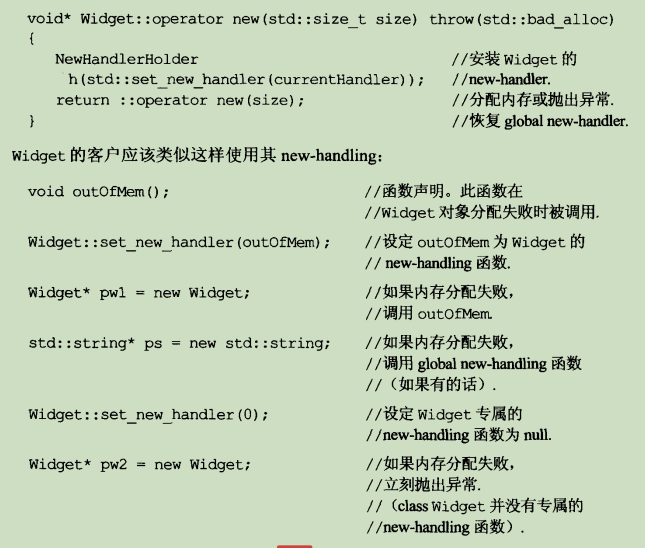 void* Widget::operator new(std::size_t size) throw(std::bad_alloc)
{
NewHandlerHolder //安装 Widget 的
h(std::set_new_handler(currentHandler)); //new-handler.
return ::operator new(size); //分配内存或抛出异常.
} //恢复 global new-handler.
Widget 的客户应该类似这样使用其 new-handling：
void outOfMem(); //函数声明。此函数在
//Widget 对象分配失败时被调用.
Widget::set_new_handler(outOfMem); //设定 outOfMem 为 Widget 的
// new-handling 函数.
Widget* pw1 = new Widget; //如果内存分配失败，
//调用 outOfMem.
std::string* ps = new std::string; //如果内存分配失败，
//调用 global new-handling 函数
//（如果有的话）.
Widget::set_new_handler(0); //设定 Widget 专属的
//new-handling 函数为 null.
Widget* pw2 = new Widget; //如果内存分配失败，
//立刻抛出异常.
//（class Widget 并没有专属的
//new-handling 函数）.